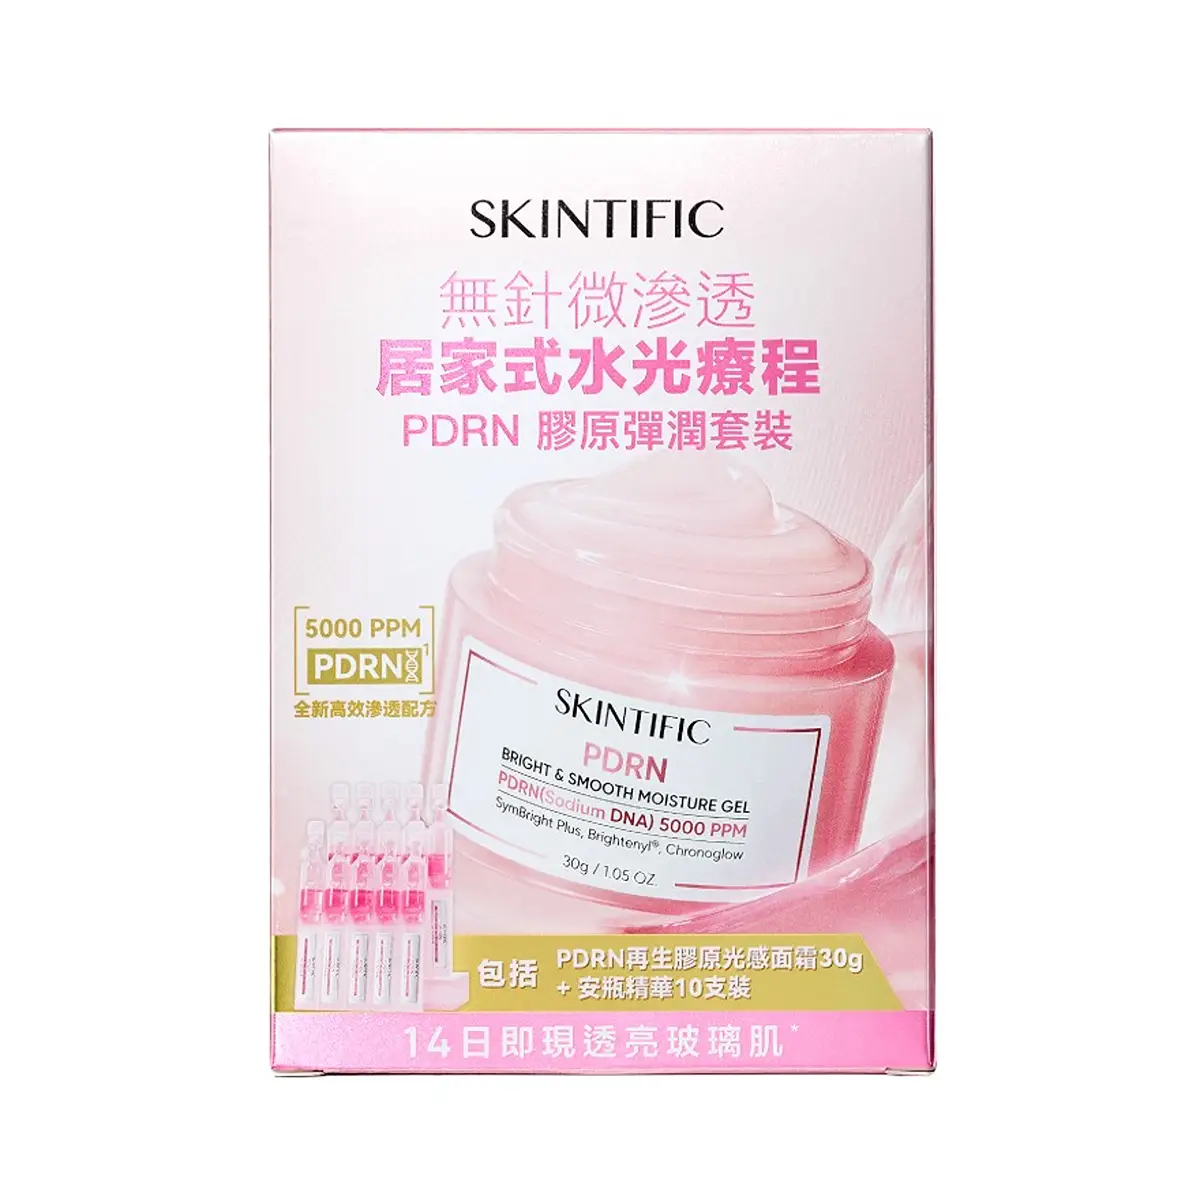 SKINTIFIC
無針微滲透
居家式水光療程
PDRN 膠原彈潤套裝
5000 PPM
PDRN 1
全新高效滲透配方
SKINTIFIC
PDRN
BRIGHT & SMOOTH MOISTURE GEL
PDRN(Sodium DNA) 5000 PPM
SymBright Plus, Brightenyl®, Chronoglow
30g / 1.05 OZ.
包括
PDRN再生膠原光感面霜30g
+ 安瓶精華10支裝
14日即現透亮玻璃肌*